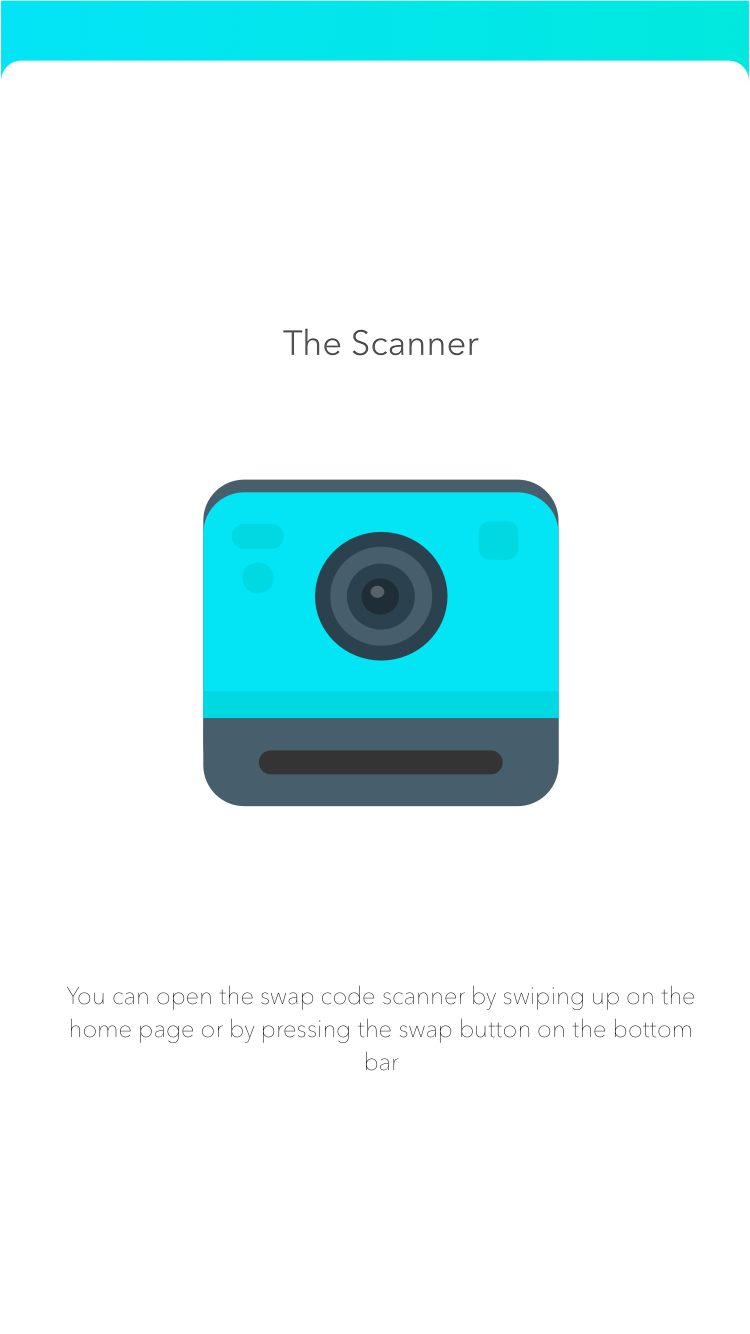 The Scanner
You can open the swap code scanner by swiping up on the
home page or by pressing the swap button on the bottom
bar